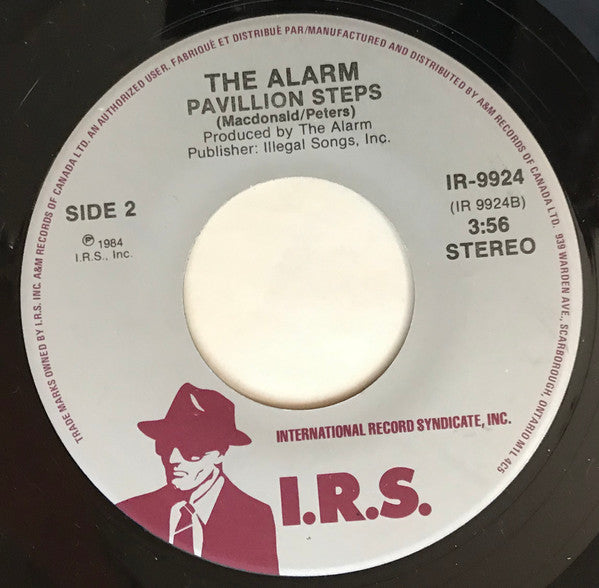 TRADE MARKS OWNED BY I.R.S. INC. A&M RECORDS OF CANADA LTD. AN AUTHORIZED USER. FABRIQUÉ ET DISTRIBUÉ PAR/MANUFACTURED AND DISTRIBUTED BY A&M RECORDS OF CANADA LTD. 939 WARDEN AVE., SCARBOROUGH, ONTARIO M1L 4C5
THE ALARM
PAVILLION STEPS
(Macdonald/Peters)
Produced by The Alarm
Publisher: Illegal Songs, Inc.
SIDE 2
℗ 1984
I.R.S., Inc.
IR-9924
(IR 9924B)
3:56
STEREO
INTERNATIONAL RECORD SYNDICATE, INC.
I.R.S.